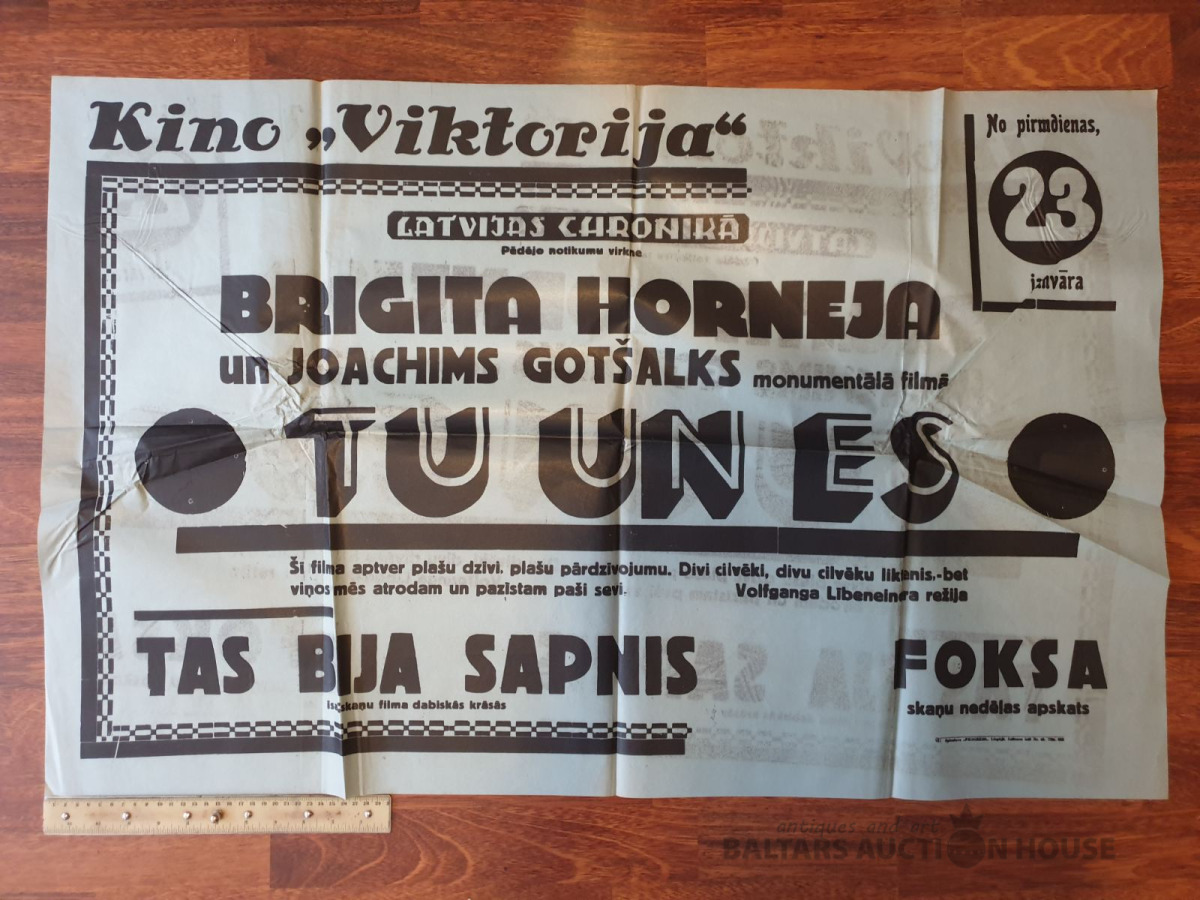 Kino „Viktorija“
No pirmdienas,
23
janvāra
LATVIJAS CHRONIKĀ
Pēdējo notikumu virkne
BRIGITA HORNEJA
un JOACHIMS GOTŠALKS monumentālā filmā
TU UN ES
Šī filma aptver plašu dzīvi. plašu pārdzīvojumu. Divi cilvēki, divu cilvēku liktenis,-bet
viņos mēs atrodam un pazīstam paši sevi. Volfganga Libeneinera režija
TAS BIJA SAPNIS
FOKSA
skaņu filma dabiskās krāsās
skaņu nedēļas apskats
antiques and art
BALTARS AUCTION HOUSE